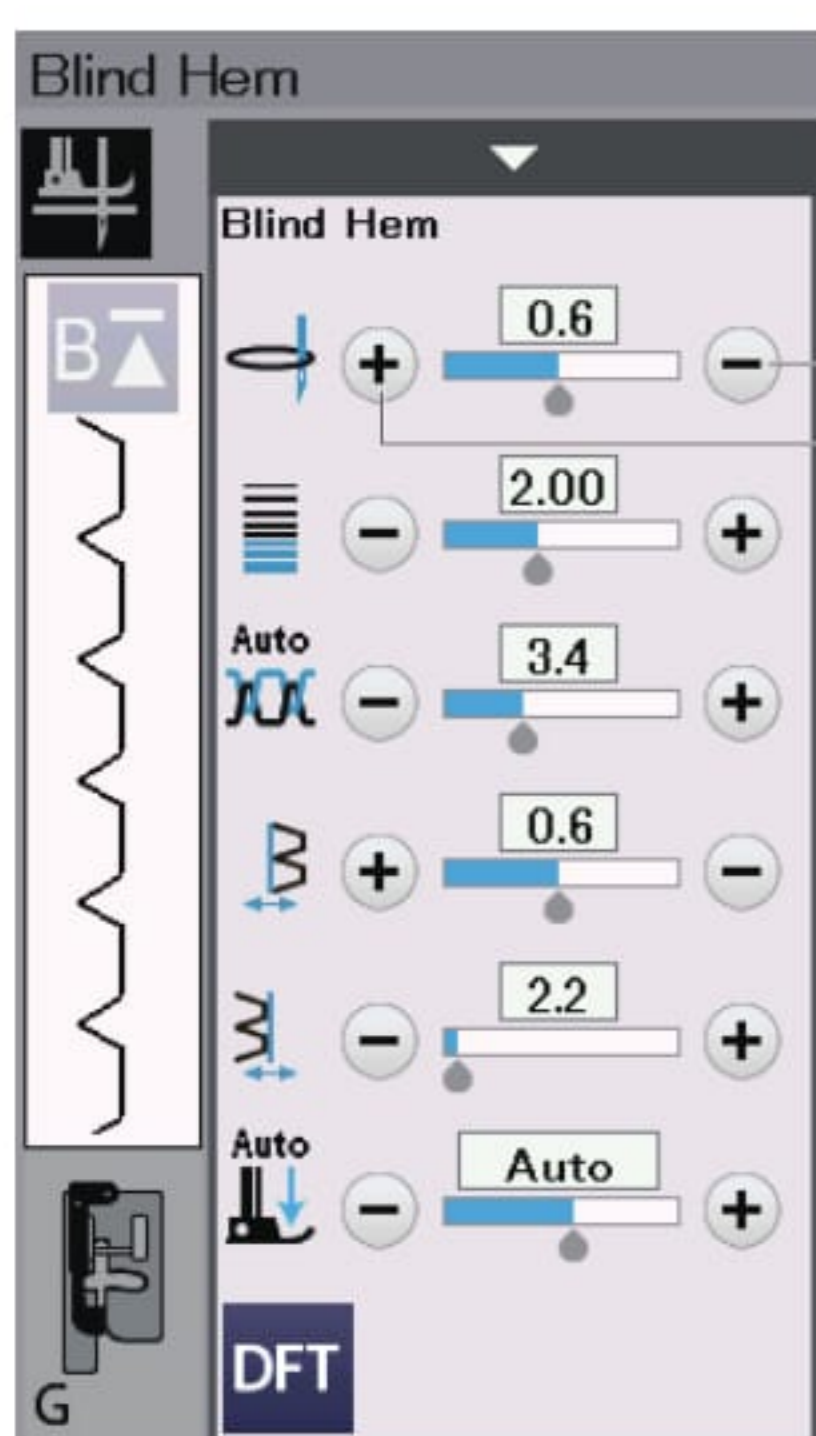 Blind Hem
Blind Hem
B
+ 0.6 −
− 2.00 +
Auto
− 3.4 +
+ 0.6 −
− 2.2 +
Auto
− Auto +
DFT
G